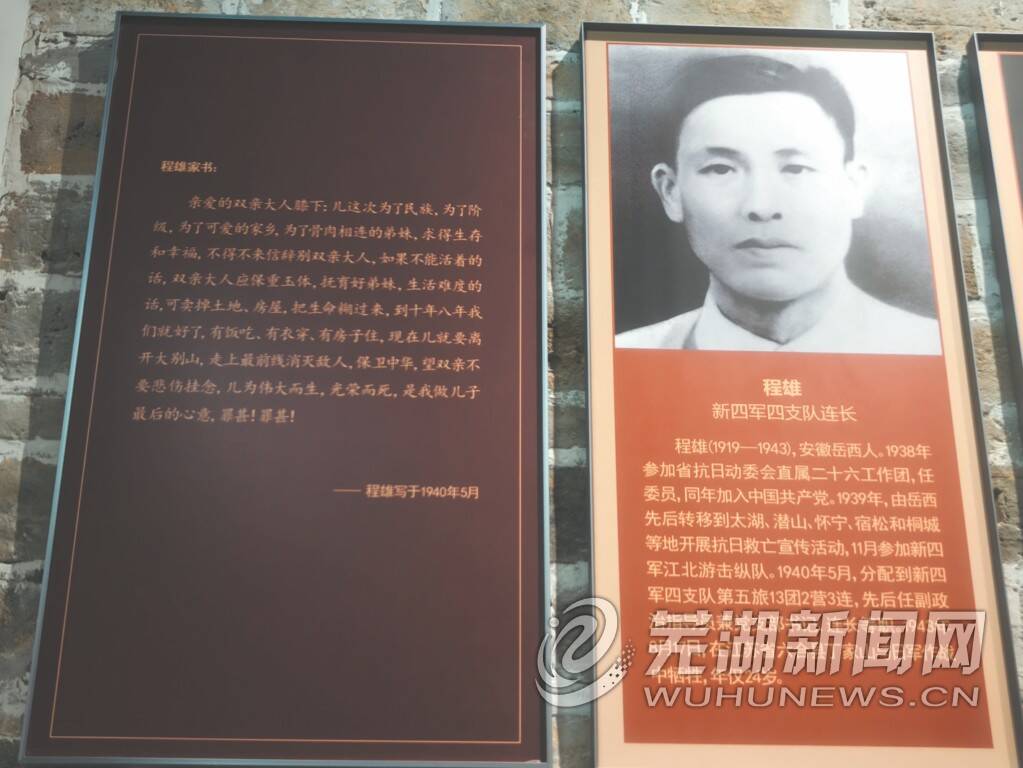 程雄家书：
亲爱的双亲大人膝下：儿这次为了民族，为了阶
级，为了可爱的家乡，为了骨肉相连的弟妹，求得生存
和幸福，不得不来信辞别双亲大人，如果不能活着的
话，双亲大人应保重玉体，抚育好弟妹，生活难度的
话，可卖掉土地、房屋，把生命糊过来，到十年八年我
们就好了，有饭吃、有衣穿、有房子住，现在儿就要离
开大别山，走上最前线消灭敌人，保卫中华，望双亲不
要悲伤挂念，儿为伟大而生，光荣而死，是我做儿子
最后的心意，罪甚！罪甚！
—— 程雄写于1940年5月
程雄
新四军四支队连长
程雄（1919—1943），安徽岳西人。1938年
参加省抗日动委会直属二十六工作团，任
委员，同年加入中国共产党。1939年，由岳西
先后转移到太湖、潜山、怀宁、宿松和桐城
等地开展抗日救亡宣传活动，11月参加新四
军江北游击纵队。1940年5月，分配到新四
军四支队第五旅13团2营3连，先后任副政
中牺牲，年仅24岁。
芜湖新闻网
WUHUNEWS.CN